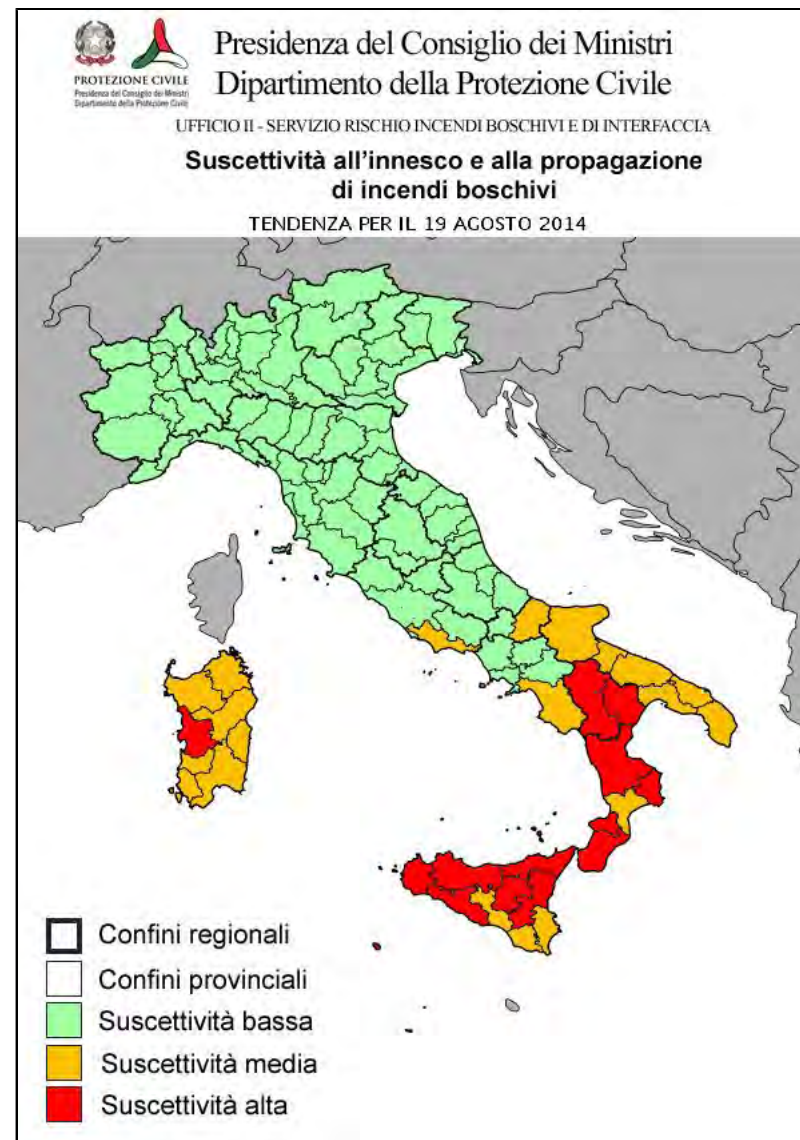 PROTEZIONE CIVILE
Presidenza del Consiglio dei Ministri
Dipartimento della Protezione Civile
Presidenza del Consiglio dei Ministri
Dipartimento della Protezione Civile
UFFICIO II - SERVIZIO RISCHIO INCENDI BOSCHIVI E DI INTERFACCIA
Suscettività all'innesco e alla propagazione
di incendi boschivi
TENDENZA PER IL 19 AGOSTO 2014
Confini regionali
Confini provinciali
Suscettività bassa
Suscettività media
Suscettività alta